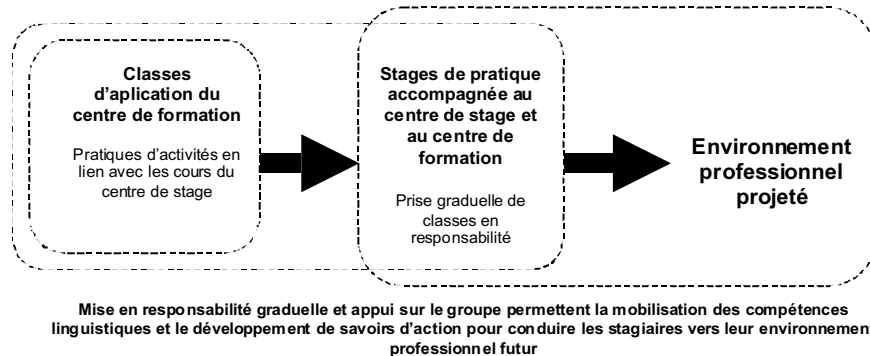 Classes
d'aplication du
centre de formation
Pratiques d'activités en
lien avec les cours du
centre de stage
Stages de pratique
accompagnée au
centre de stage et
au centre de
formation
Prise graduelle de
classes en
responsabilité
Environnement
professionnel
projeté
Mise en responsabilité graduelle et appui sur le groupe permettent la mobilisation des compétences
linguistiques et le développement de savoirs d'action pour conduire les stagiaires vers leur environnement
professionnel futur